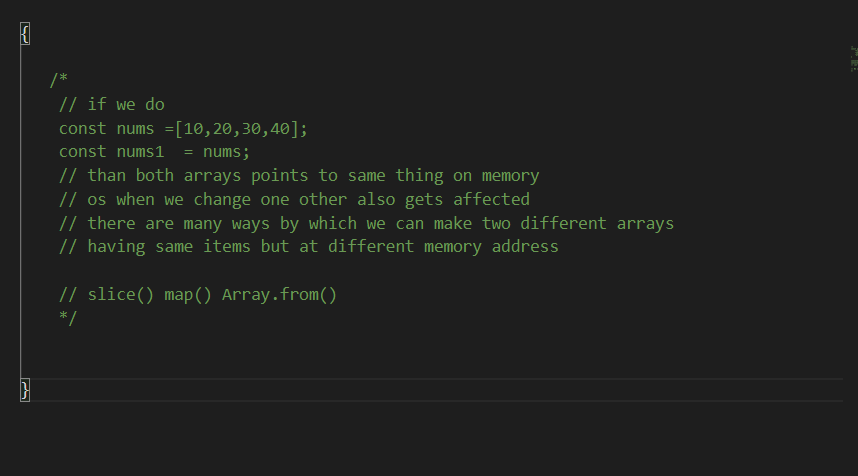 {
/*
// if we do
const nums =[10,20,30,40];
const nums1  = nums;
// than both arrays points to same thing on memory
// os when we change one other also gets affected
// there are many ways by which we can make two different arrays
// having same items but at different memory address
// slice() map() Array.from()
*/
}